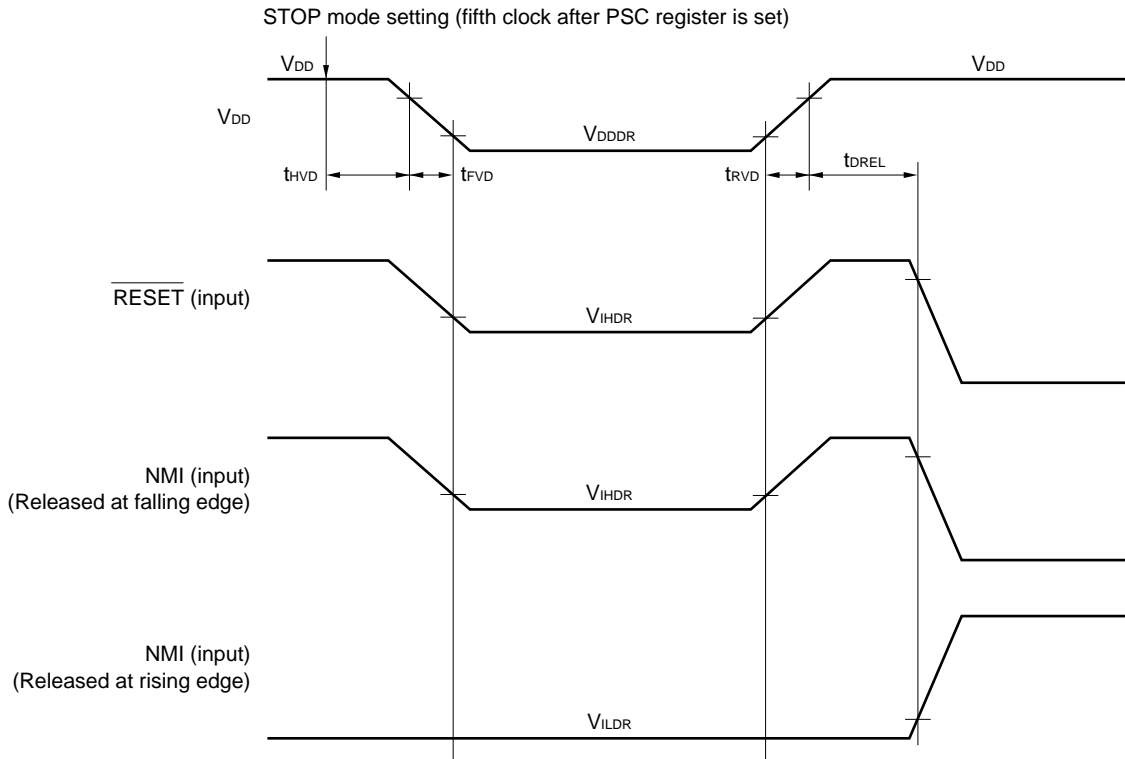 STOP mode setting (fifth clock after PSC register is set)
VDD
VDD
VDD
VDDDR
tHVD
tFVD
tRVD
tDREL
RESET (input)
VIHDR
NMI (input)
(Released at falling edge)
VIHDR
NMI (input)
(Released at rising edge)
VILDR